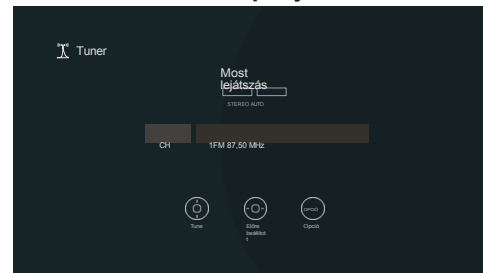 Tuner
Most
lejátszás
STEREO AUTO
CH 1FM 87,50 MHz
OPCIÓ
Tune Előre Opció
beállítot
t